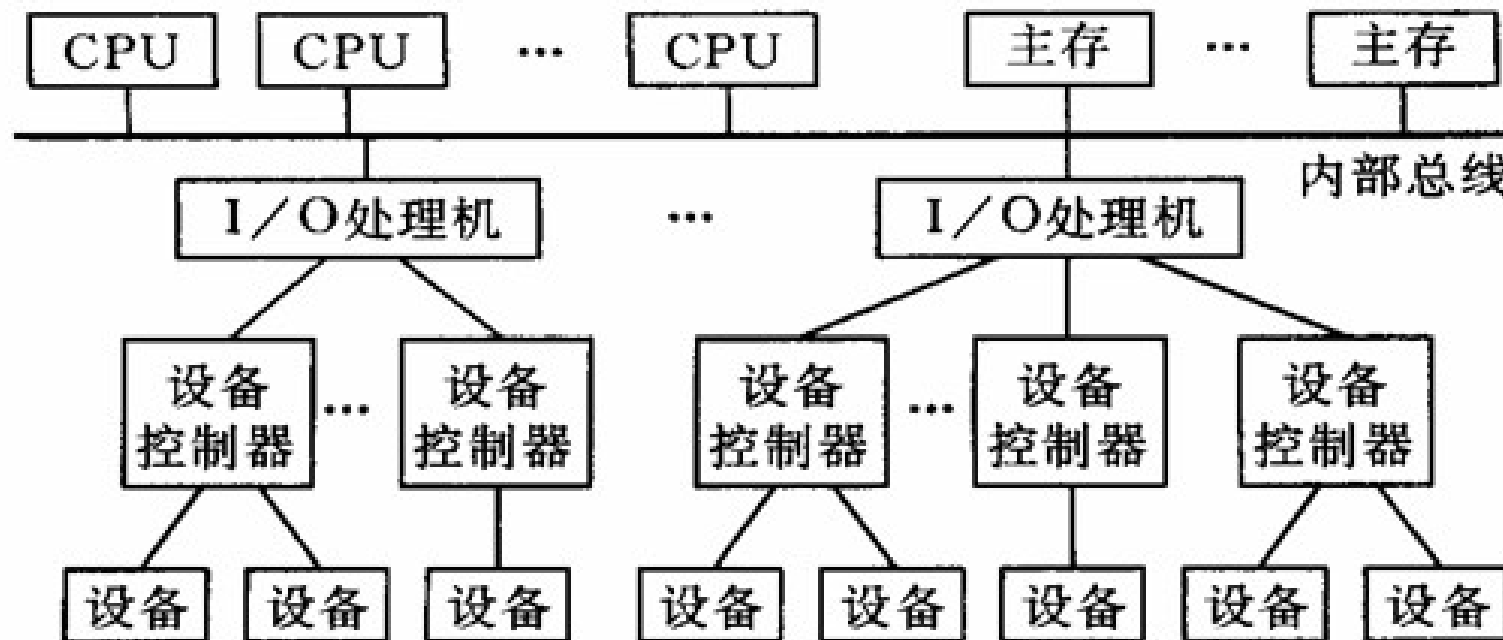 CPU CPU … CPU 主存 … 主存
内部总线
I/O处理机 … I/O处理机
设备 设备 设备 设备 设备
控制器 … 控制器 控制器 … 控制器 控制器
设备 设备 设备 设备 设备 设备 设备 设备